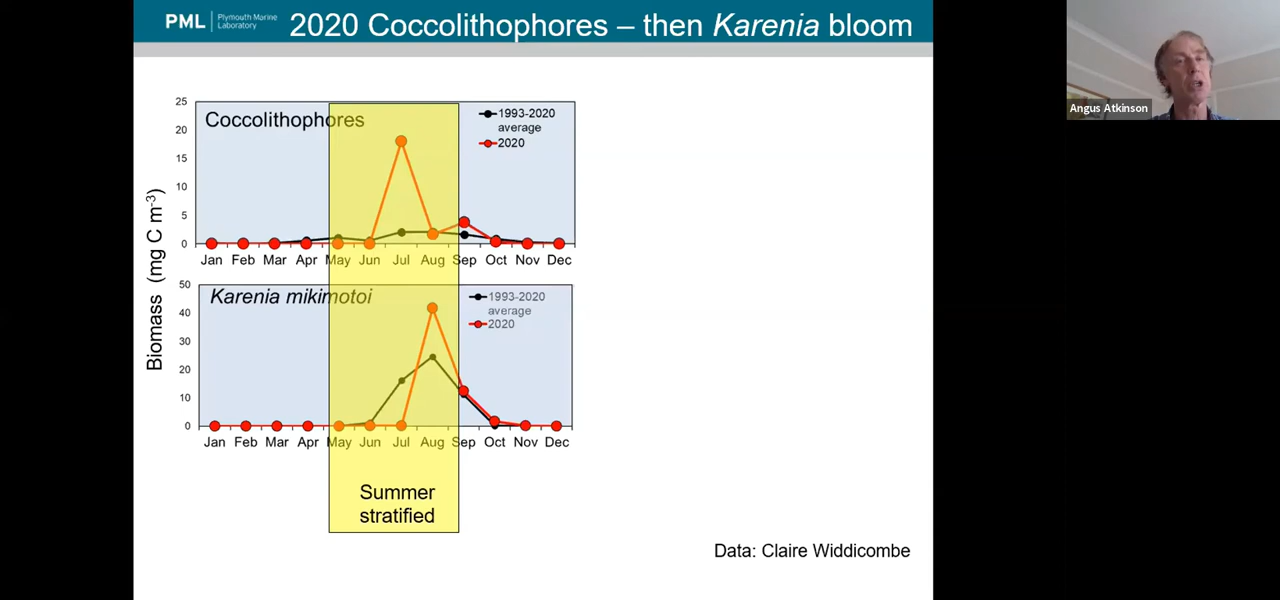 PML
Plymouth Marine
Laboratory
2020 Coccolithophores – then Karenia bloom
Angus Atkinson
Biomass (mg C m-3)
25
20
15
10
5
0
Coccolithophores
1993-2020
average
2020
Jan Feb Mar Apr May Jun Jul Aug Sep Oct Nov Dec
50
40
30
20
10
0
Karenia mikimotoi
1993-2020
average
2020
Jan Feb Mar Apr May Jun Jul Aug Sep Oct Nov Dec
Summer
stratified
Data: Claire Widdicombe